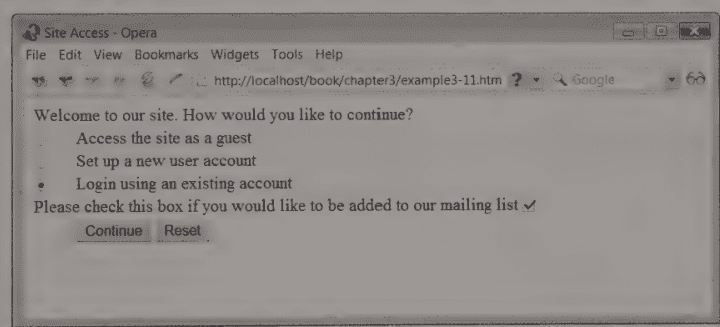 Site Access - Opera
File Edit View Bookmarks Widgets Tools Help
http://localhost/book/chapter3/example3-11.htm ? Google
Welcome to our site. How would you like to continue?
Access the site as a guest
Set up a new user account
Login using an existing account
Please check this box if you would like to be added to our mailing list ✓
Continue Reset